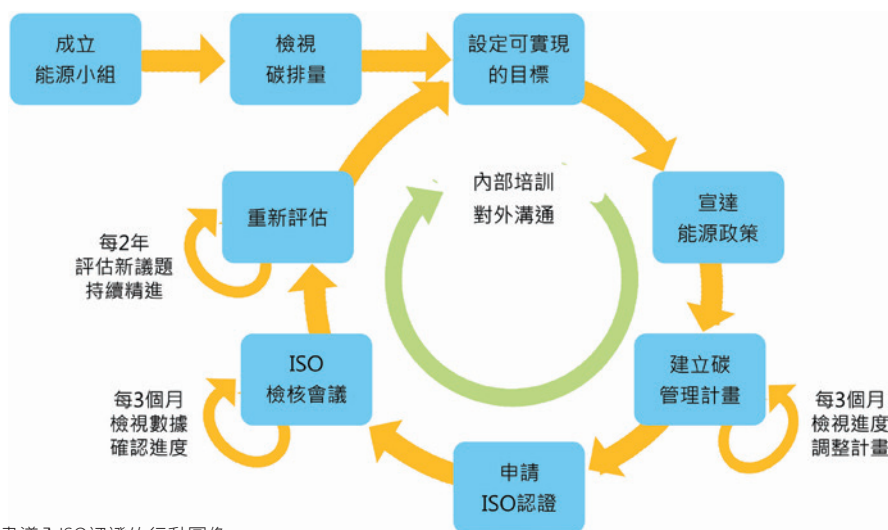 成立
能源小組
檢視
碳排量
設定可實現
的目標
內部培訓
對外溝通
宣達
能源政策
建立碳
管理計畫
每3個月
檢視進度
調整計畫
申請
ISO認證
ISO
檢核會議
每3個月
檢視數據
確認進度
重新評估
每2年
評估新議題
持續精進